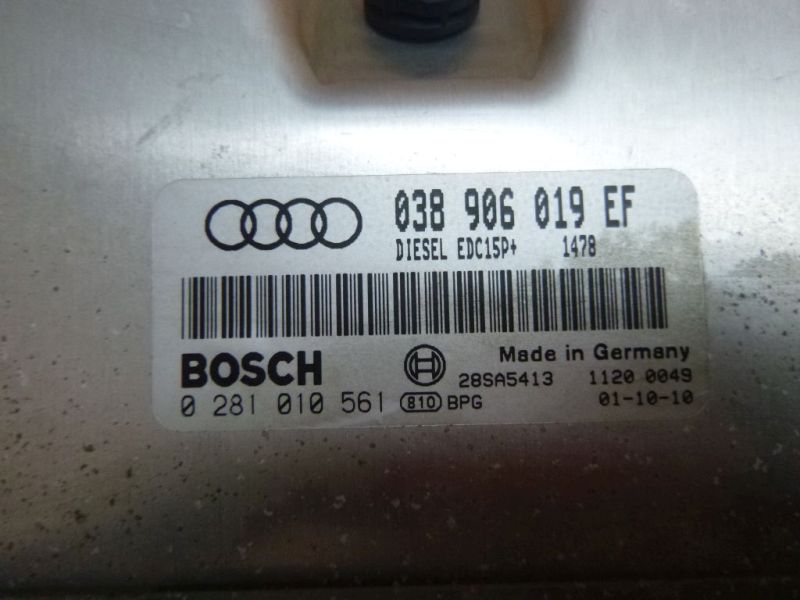 038 906 019 EF
DIESEL EDC15P+ 1478
BOSCH
Made in Germany
28SA5413 1120 0049
0 281 010 561 810 BPG 01-10-10